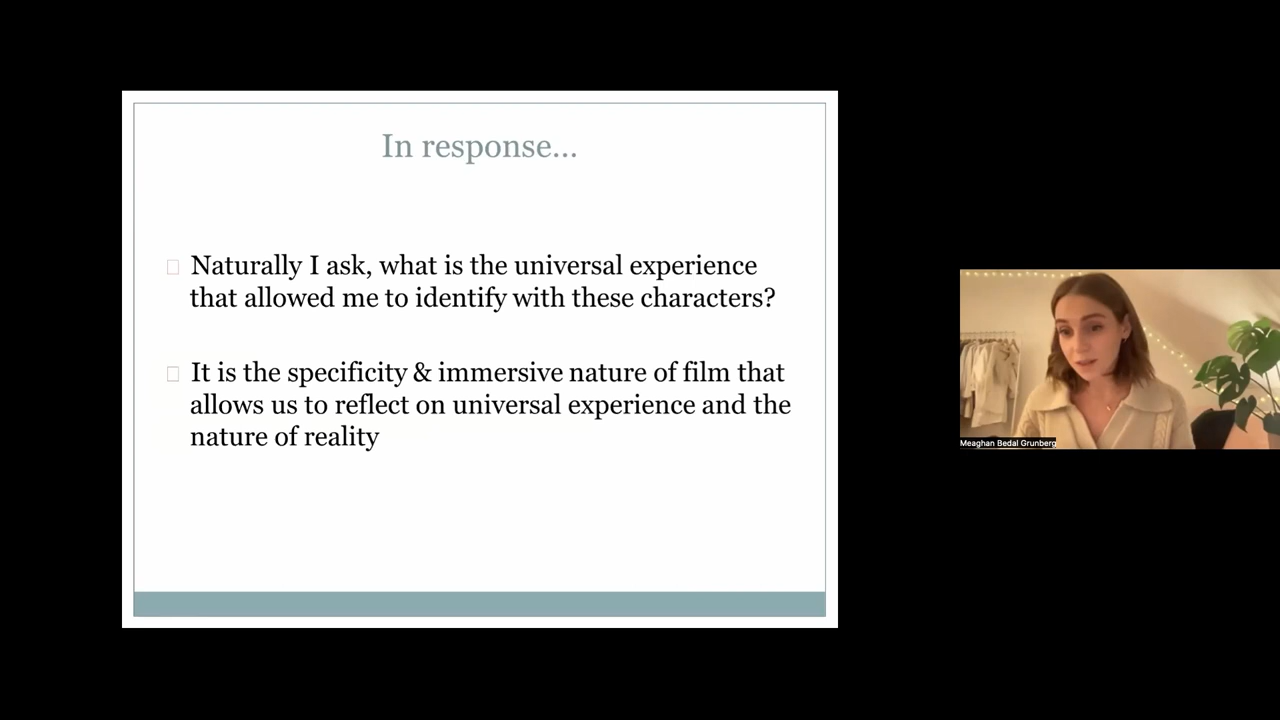 In response...
Naturally I ask, what is the universal experience
that allowed me to identify with these characters?
It is the specificity & immersive nature of film that
allows us to reflect on universal experience and the
nature of reality
Meaghan Bedal Grunberg